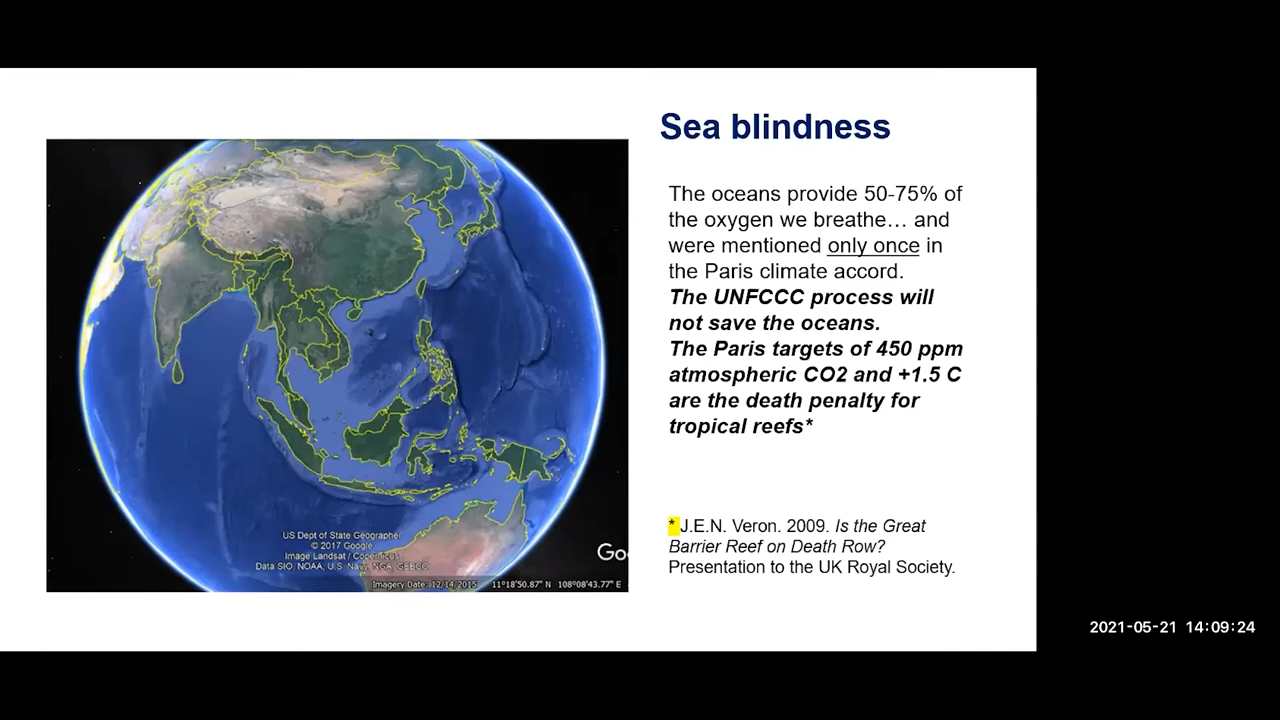 Sea blindness
The oceans provide 50-75% of
the oxygen we breathe… and
were mentioned only once in
the Paris climate accord.
The UNFCCC process will
not save the oceans.
The Paris targets of 450 ppm
atmospheric CO2 and +1.5 C
are the death penalty for
tropical reefs*
* J.E.N. Veron. 2009. Is the Great
Barrier Reef on Death Row?
Presentation to the UK Royal Society.
US Dept of State Geographer
© 2017 Google
Image Landsat / Copernicus
Data SIO, NOAA, U.S. Navy, NGA, GEBCO
Goo
Imagery Date: 12/14/2015 11°18'50.87" N 108°08'43.77" E
2021-05-21 14:09:24